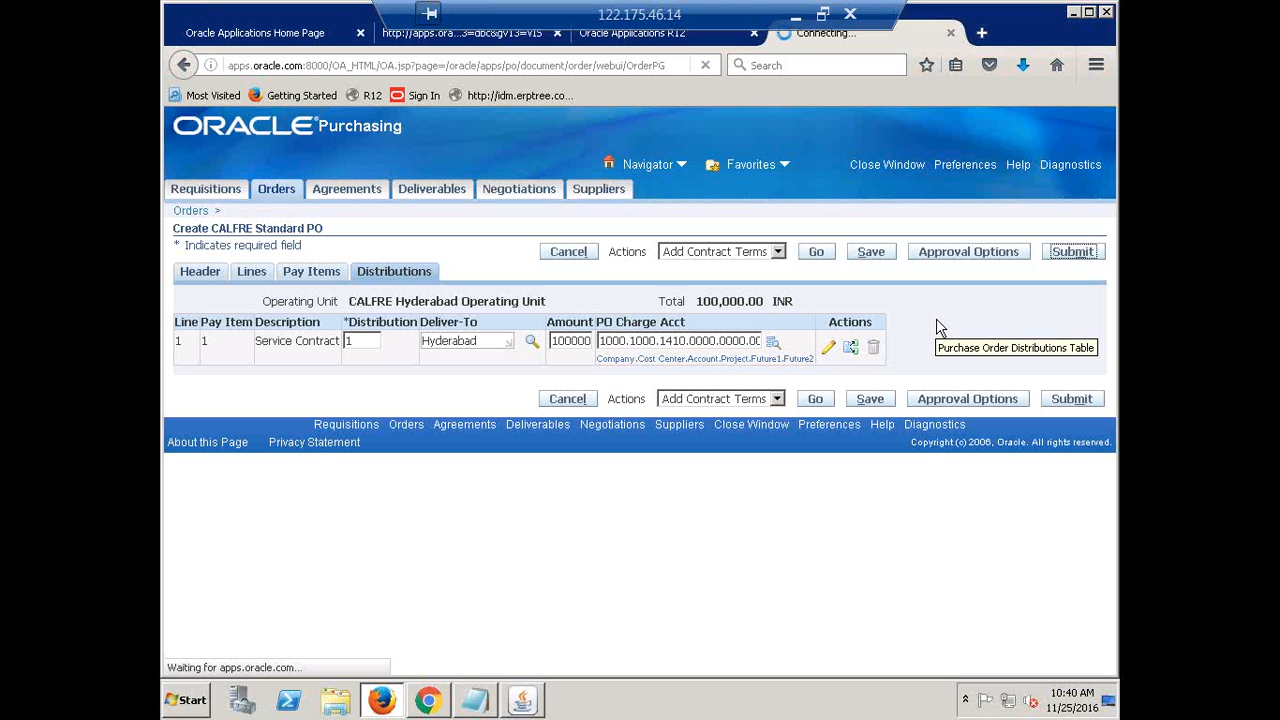 122.175.46.14
Oracle Applications Home Page
http://apps.ora...3=dbc&gv13=VIS
Oracle Applications R12
Connecting...
apps.oracle.com:8000/OA_HTML/OA.jsp?page=/oracle/apps/po/document/order/webui/OrderPG
Search
Most Visited Getting Started R12 Sign In http://idm.erptree.co...
ORACLE Purchasing
Navigator Favorites Close Window Preferences Help Diagnostics
Requisitions Orders Agreements Deliverables Negotiations Suppliers
Orders >
Create CALFRE Standard PO
* Indicates required field
Cancel Actions Add Contract Terms Go Save Approval Options Submit
Header Lines Pay Items Distributions
Operating Unit CALFRE Hyderabad Operating Unit Total 100,000.00 INR
Line Pay Item Description *Distribution Deliver-To Amount PO Charge Acct Actions
1 1 Service Contract 1 Hyderabad 100000 1000.1000.1410.0000.0000.00
Company.Cost Center.Account.Project.Future1.Future2
Purchase Order Distributions Table
Cancel Actions Add Contract Terms Go Save Approval Options Submit
Requisitions Orders Agreements Deliverables Negotiations Suppliers Close Window Preferences Help Diagnostics
About this Page Privacy Statement Copyright (c) 2006, Oracle. All rights reserved.
Waiting for apps.oracle.com...
Start
10:40 AM
11/25/2016